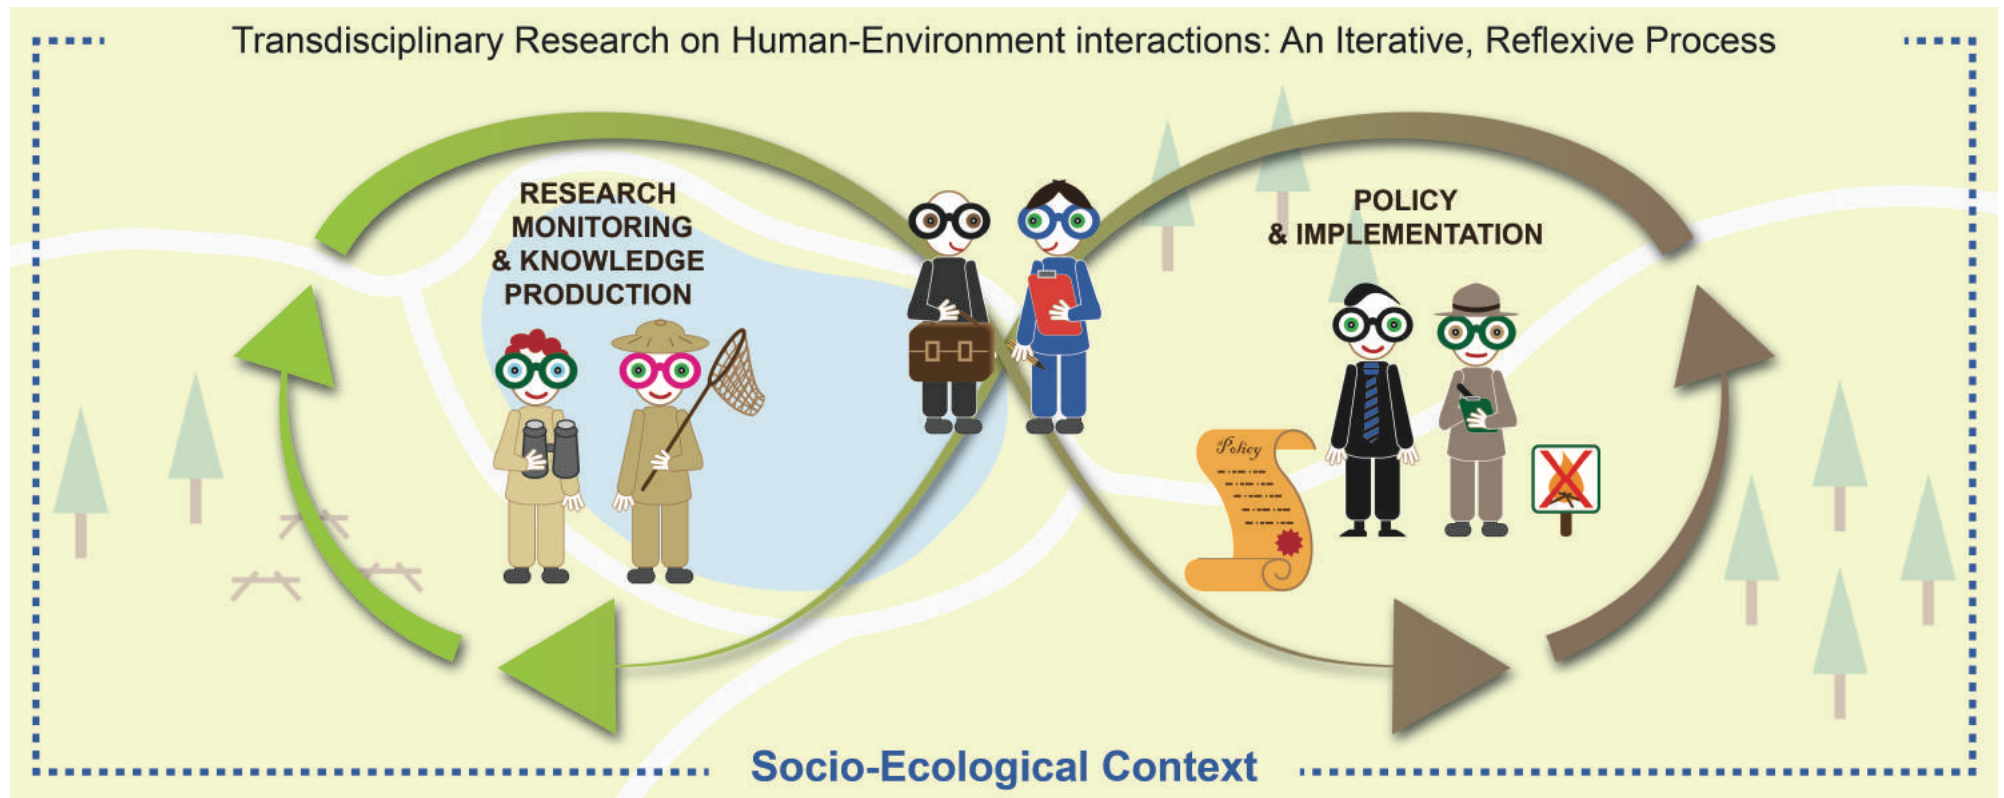 Transdisciplinary Research on Human-Environment interactions: An Iterative, Reflexive Process
RESEARCH
MONITORING
& KNOWLEDGE
PRODUCTION
POLICY
& IMPLEMENTATION
Policy
Socio-Ecological Context